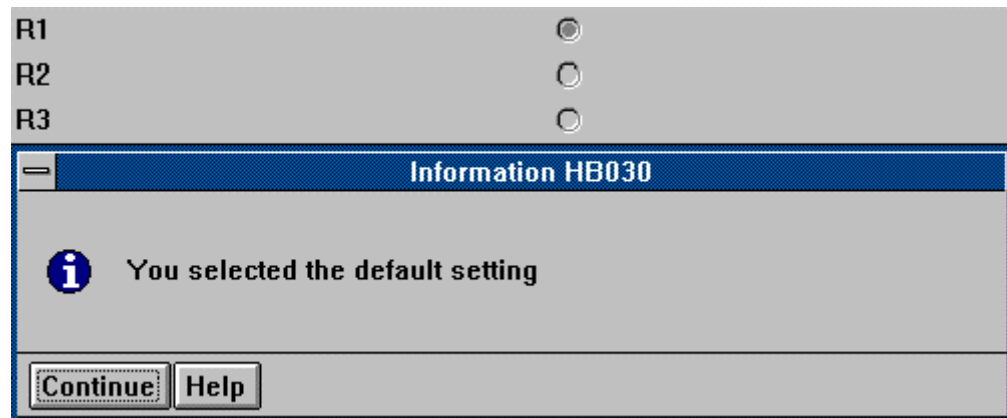 R1
R2
R3
Information HB030
You selected the default setting
Continue Help